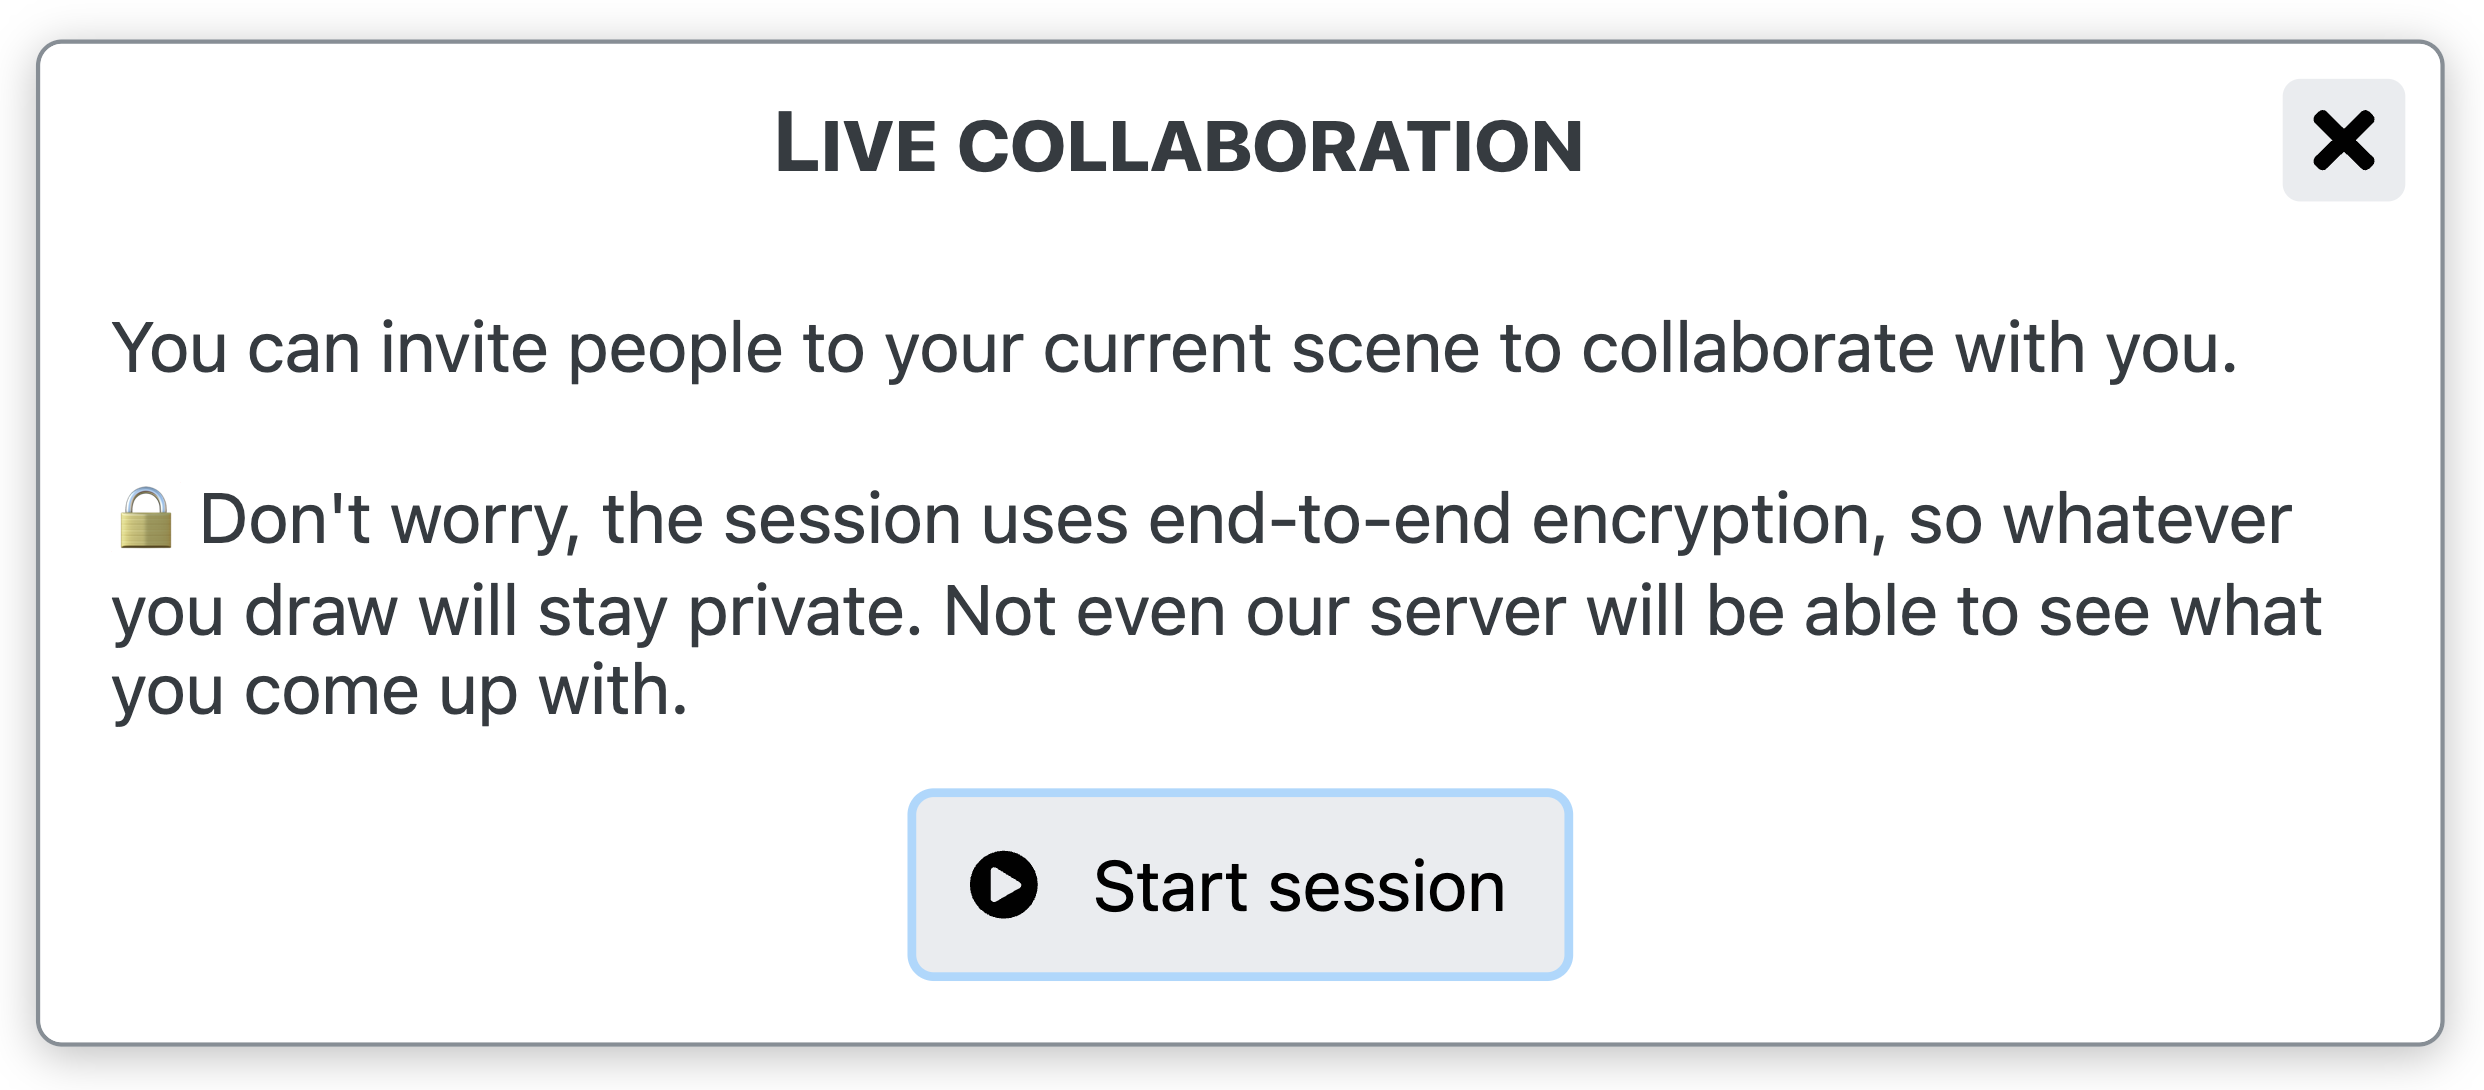 LIVE COLLABORATION
You can invite people to your current scene to collaborate with you.
🔒 Don't worry, the session uses end-to-end encryption, so whatever
you draw will stay private. Not even our server will be able to see what
you come up with.
Start session